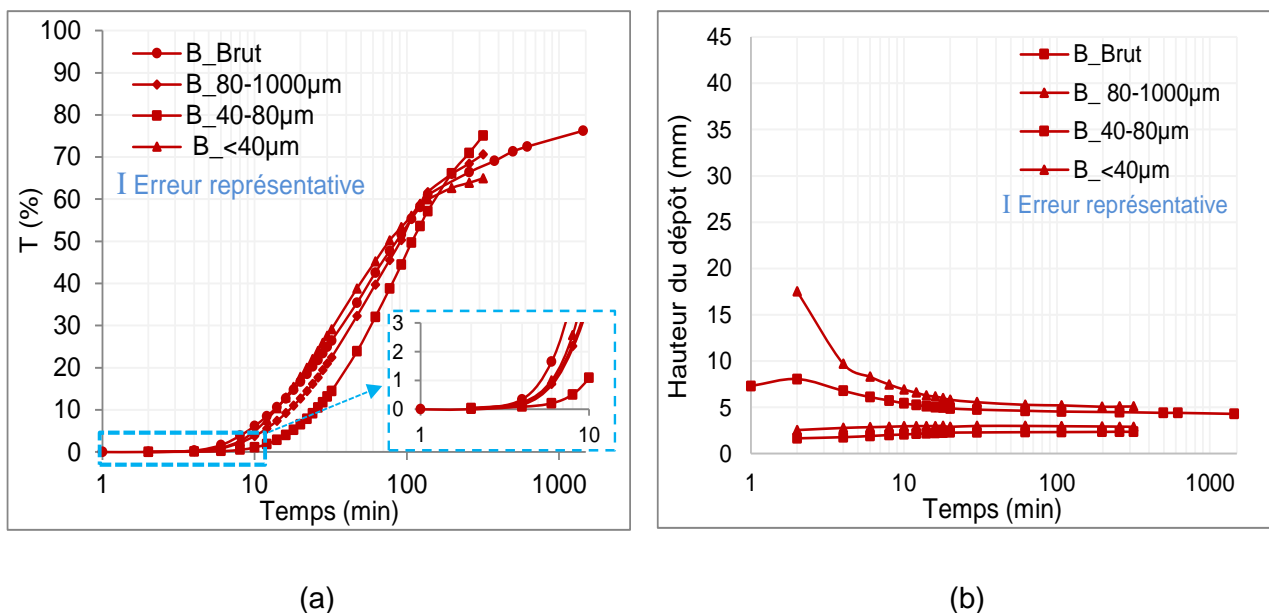 100
90
80
70
60
50
40
30
20
10
0
T (%)
B_Brut
B_80-1000µm
B_40-80µm
B_<40µm
I Erreur représentative
3
2
1
0
1 10
1 10 100 1000
Temps (min)
(a)
45
40
35
30
25
20
15
10
5
0
Hauteur du dépôt (mm)
B_Brut
B_ 80-1000µm
B_40-80µm
B_<40µm
I Erreur représentative
1 10 100 1000
Temps (min)
(b)